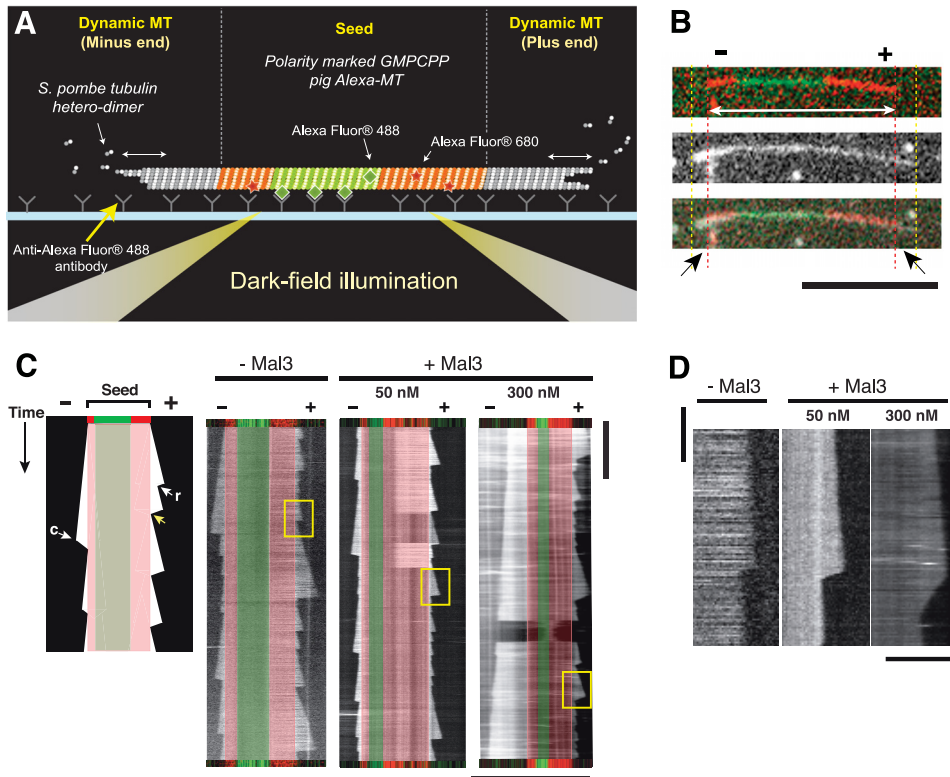 A
Dynamic MT
(Minus end)
Seed
Dynamic MT
(Plus end)
Polarity marked GMPCPP
pig Alexa-MT
S. pombe tubulin
hetero-dimer
Alexa Fluor® 488
Alexa Fluor® 680
Anti-Alexa Fluor® 488
antibody
Dark-field illumination
B
- +
C
Seed
- +
Time
r
c
- Mal3
- +
+ Mal3
50 nM
- +
300 nM
- +
D
- Mal3
+ Mal3
50 nM
300 nM